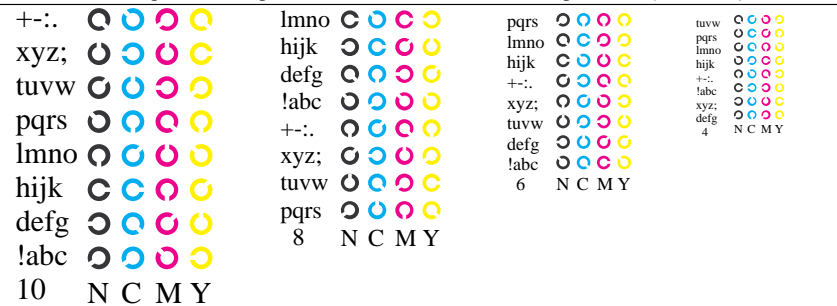 +-:.
xyz;
tuvw
pqrs
lmno
hijk
defg
!abc
10 N C M Y
lmno
hijk
defg
!abc
+-:.
xyz;
tuvw
pqrs
8 N C M Y
pqrs
lmno
hijk
+-:.
xyz;
tuvw
defg
!abc
6 N C M Y
tuvw
pqrs
lmno
hijk
+-:.
!abc
xyz;
defg
4 N C M Y